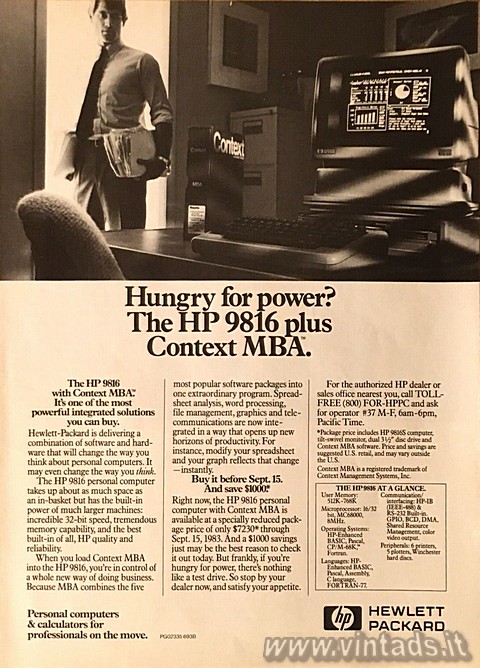 Context
MBA
Hungry for power?
The HP 9816 plus
Context MBA.™
The HP 9816
with Context MBA.™
It's one of the most
powerful integrated solutions
you can buy.
Hewlett-Packard is delivering a
combination of software and hard-
ware that will change the way you
think about personal computers. It
may even change the way you think.
The HP 9816 personal computer
takes up about as much space as
an in-basket but has the built-in
power of much larger machines:
incredible 32-bit speed, tremendous
memory capability, and the best
built-in of all, HP quality and
reliability.
When you load Context MBA
into the HP 9816, you're in control of
a whole new way of doing business.
Because MBA combines the five
most popular software packages into
one extraordinary program. Spread-
sheet analysis, word processing,
file management, graphics and tele-
communications are now inte-
grated in a way that opens up new
horizons of productivity. For
instance, modify your spreadsheet
and your graph reflects that change
—instantly.
Buy it before Sept. 15.
And save $1000!*
Right now, the HP 9816 personal
computer with Context MBA is
available at a specially reduced pack-
age price of only $7230* through
Sept. 15, 1983. And a $1000 savings
just may be the best reason to check
it out today. But frankly, if you're
hungry for power, there's nothing
like a test drive. So stop by your
dealer now, and satisfy your appetite.
For the authorized HP dealer or
sales office nearest you, call TOLL-
FREE (800) FOR-HPPC and ask
for operator #37 M-F, 6am-6pm,
Pacific Time.
*Package price includes HP 9816S computer,
tilt-swivel monitor, dual 3½" disc drive and
Context MBA software. Price and savings are
suggested U.S. retail, and may vary outside
the U.S.
Context MBA is a registered trademark of
Context Management Systems, Inc.
THE HP 9816 AT A GLANCE.
User Memory:
512K-768K
Microprocessor: 16/32
bit, MC68000,
8MHz.
Operating Systems:
HP-Enhanced
BASIC, Pascal,
CP/M-68K,™
Fortran.
Languages: HP-
Enhanced BASIC,
Pascal, Assembly,
C language,
FORTRAN-77.
Communication/
interfacing: HP-IB
(IEEE-488) &
RS-232 Built-in,
GPIO, BCD, DMA,
Shared Resource
Management, color
video output.
Peripherals: 6 printers,
5 plotters, Winchester
hard discs.
Personal computers
& calculators for
professionals on the move.
PG02335 693B
hp HEWLETT
PACKARD
www.vintads.it